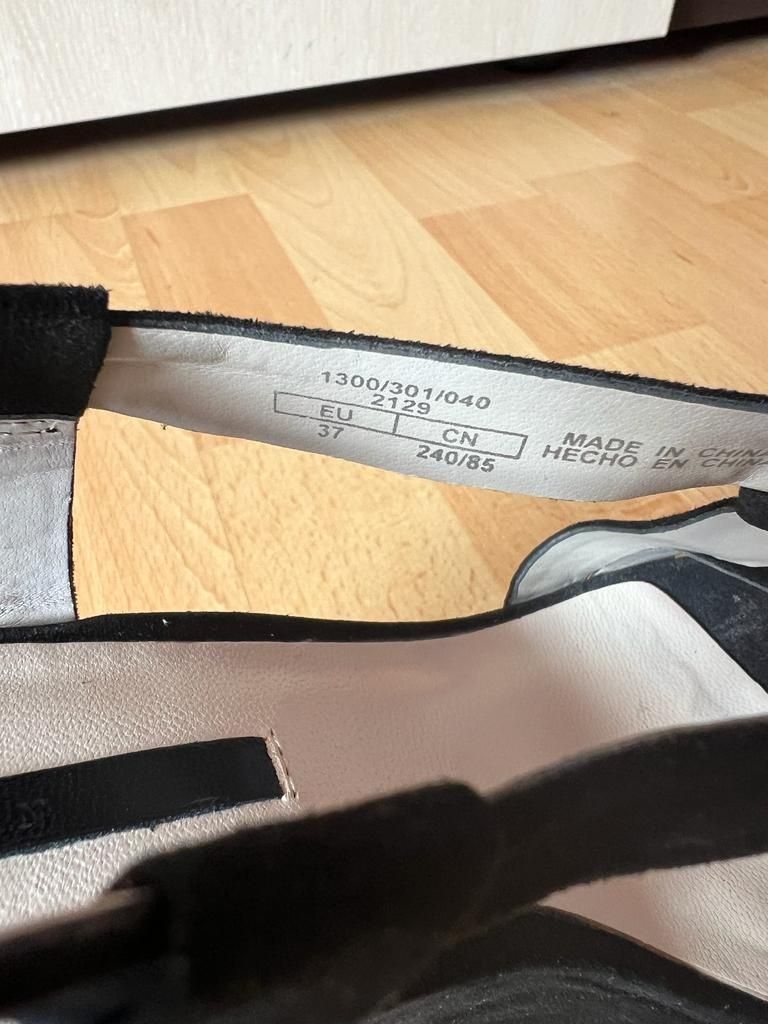 1300/301/040
2129
EU CN
37 240/85
MADE IN CHINA
HECHO EN CHINA